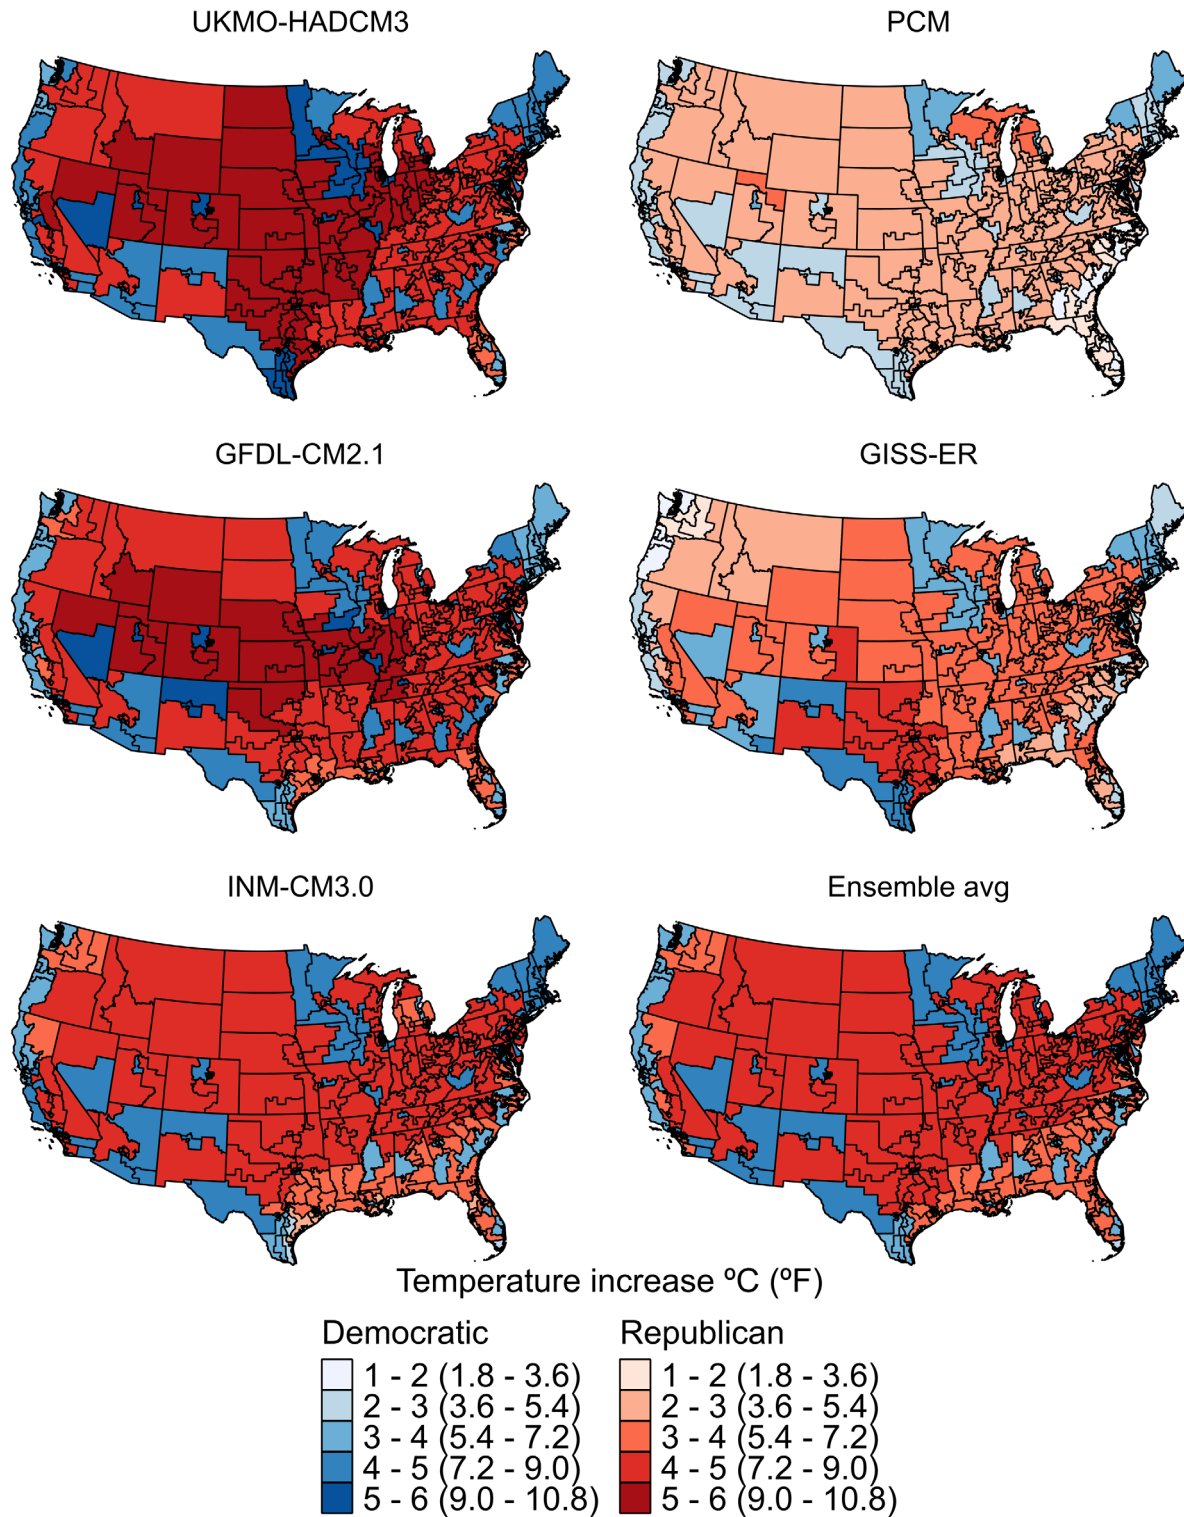 UKMO-HADCM3
PCM
GFDL-CM2.1
GISS-ER
INM-CM3.0
Ensemble avg
Temperature increase ºC (ºF)
Democratic
1 - 2 (1.8 - 3.6)
2 - 3 (3.6 - 5.4)
3 - 4 (5.4 - 7.2)
4 - 5 (7.2 - 9.0)
5 - 6 (9.0 - 10.8)
Republican
1 - 2 (1.8 - 3.6)
2 - 3 (3.6 - 5.4)
3 - 4 (5.4 - 7.2)
4 - 5 (7.2 - 9.0)
5 - 6 (9.0 - 10.8)